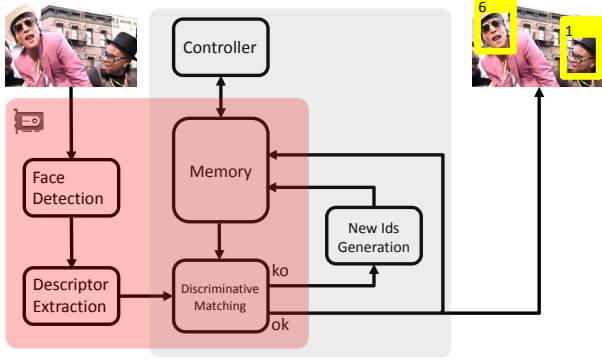 6
1
Controller
Memory
Face
Detection
New Ids
Generation
Descriptor
Extraction
Discriminative
Matching
ko
ok